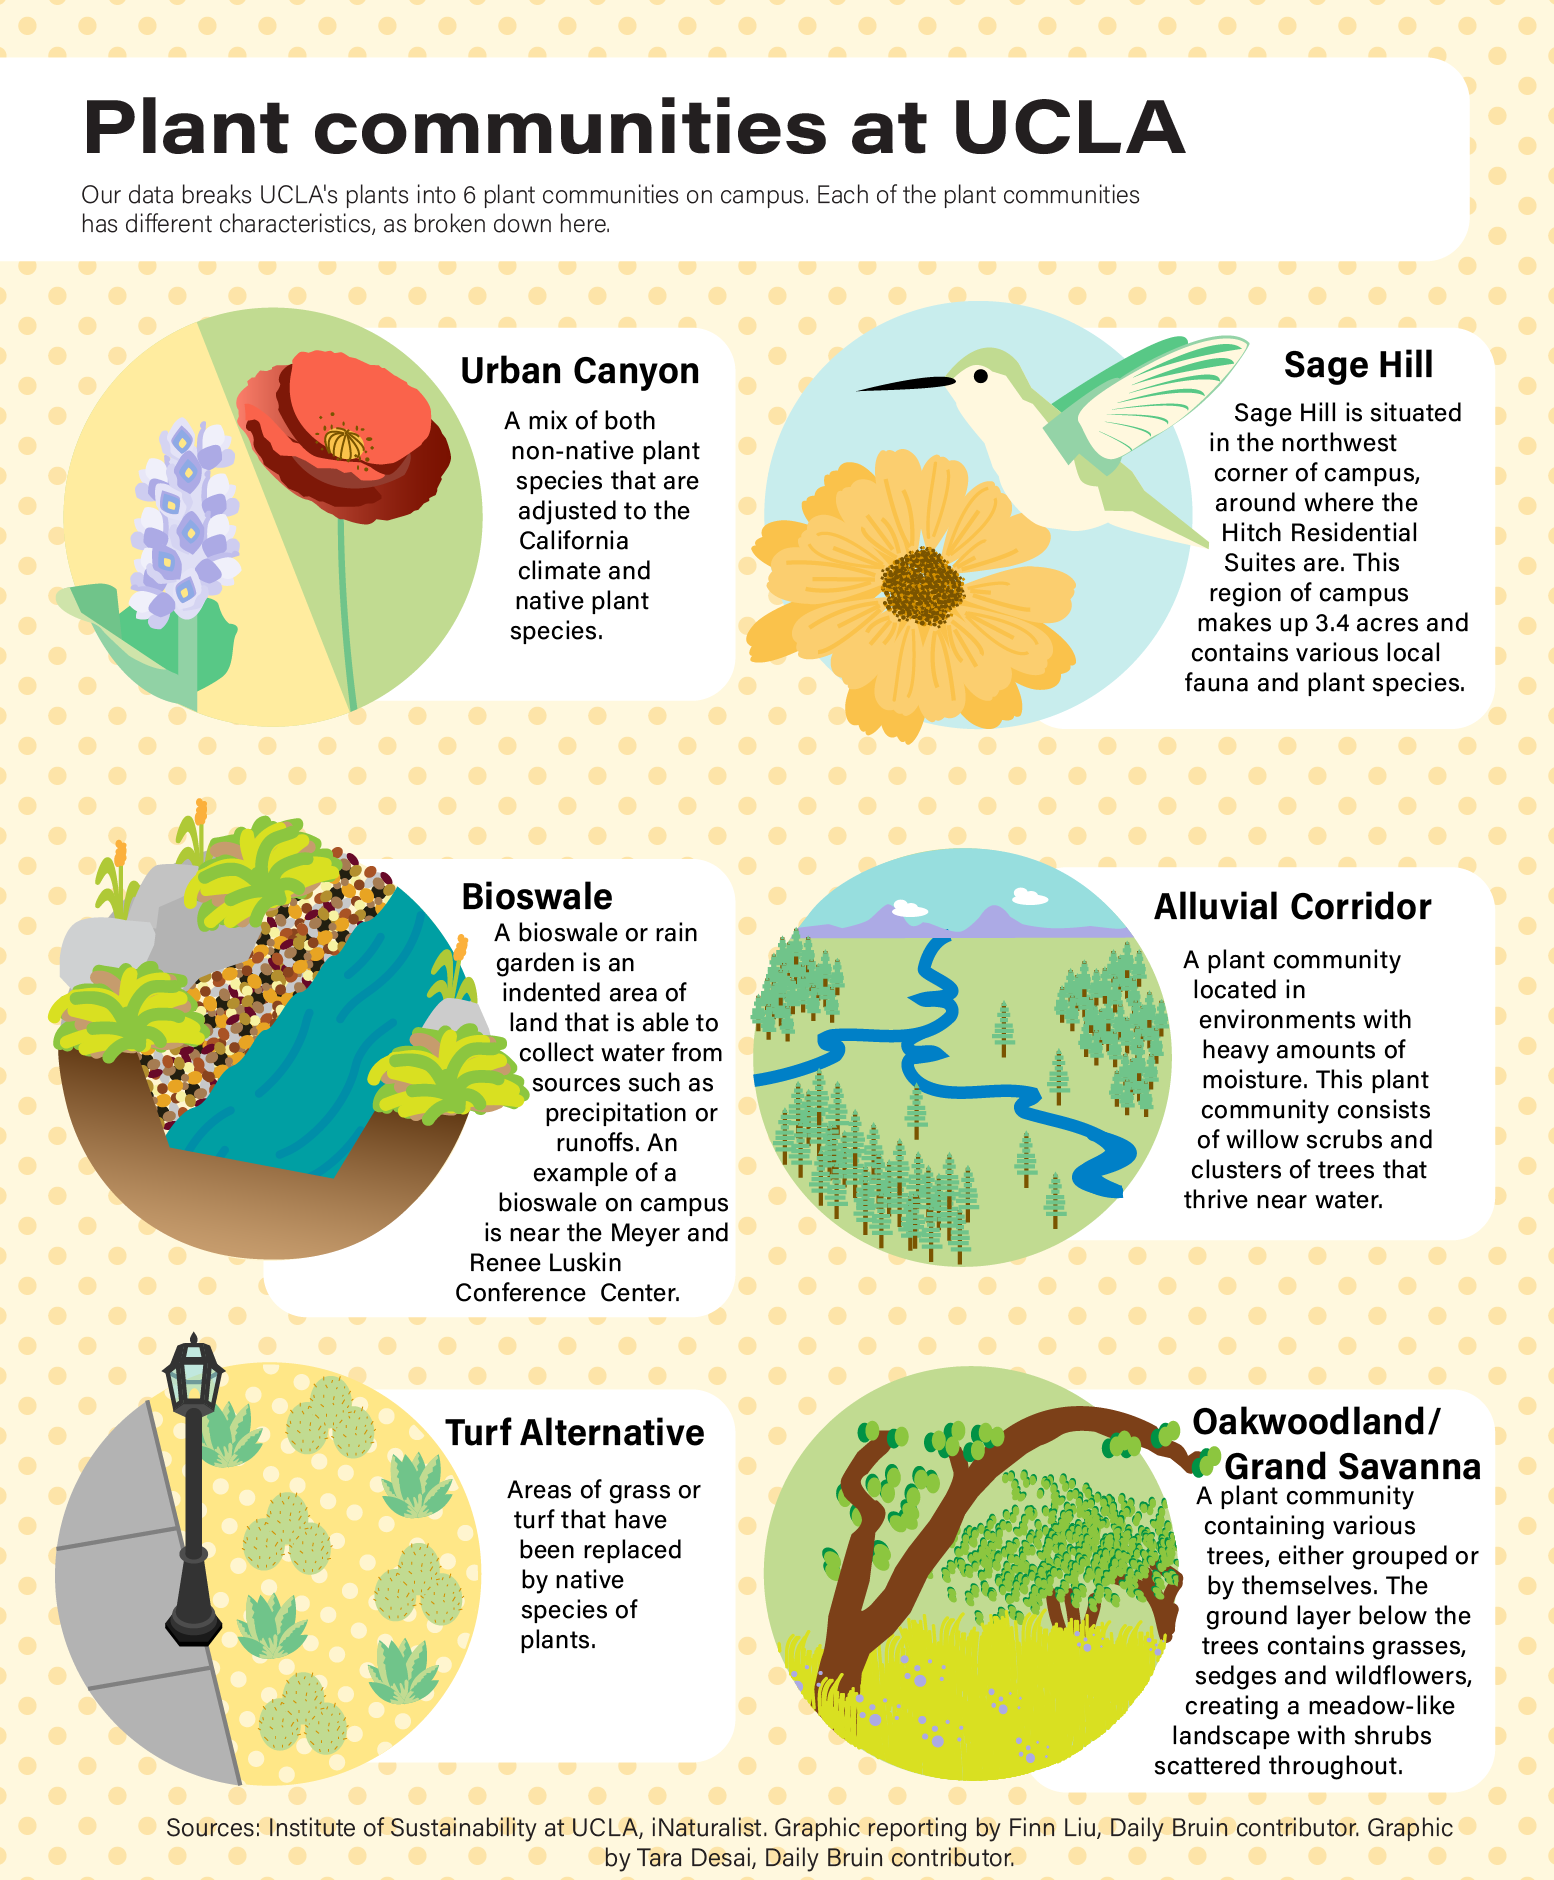 Plant communities at UCLA
Our data breaks UCLA's plants into 6 plant communities on campus. Each of the plant communities
has different characteristics, as broken down here.
Urban Canyon
A mix of both
non-native plant
species that are
adjusted to the
California
climate and
native plant
species.
Sage Hill
Sage Hill is situated
in the northwest
corner of campus,
around where the
Hitch Residential
Suites are. This
region of campus
makes up 3.4 acres and
contains various local
fauna and plant species.
Bioswale
A bioswale or rain
garden is an
indented area of
land that is able to
collect water from
sources such as
precipitation or
runoffs. An
example of a
bioswale on campus
is near the Meyer and
Renee Luskin
Conference Center.
Alluvial Corridor
A plant community
located in
environments with
heavy amounts of
moisture. This plant
community consists
of willow scrubs and
clusters of trees that
thrive near water.
Turf Alternative
Areas of grass or
turf that have
been replaced
by native
species of
plants.
Oakwoodland/
Grand Savanna
A plant community
containing various
trees, either grouped or
by themselves. The
ground layer below the
trees contains grasses,
sedges and wildflowers,
creating a meadow-like
landscape with shrubs
scattered throughout.
Sources: Institute of Sustainability at UCLA, iNaturalist. Graphic reporting by Finn Liu, Daily Bruin contributor. Graphic
by Tara Desai, Daily Bruin contributor.